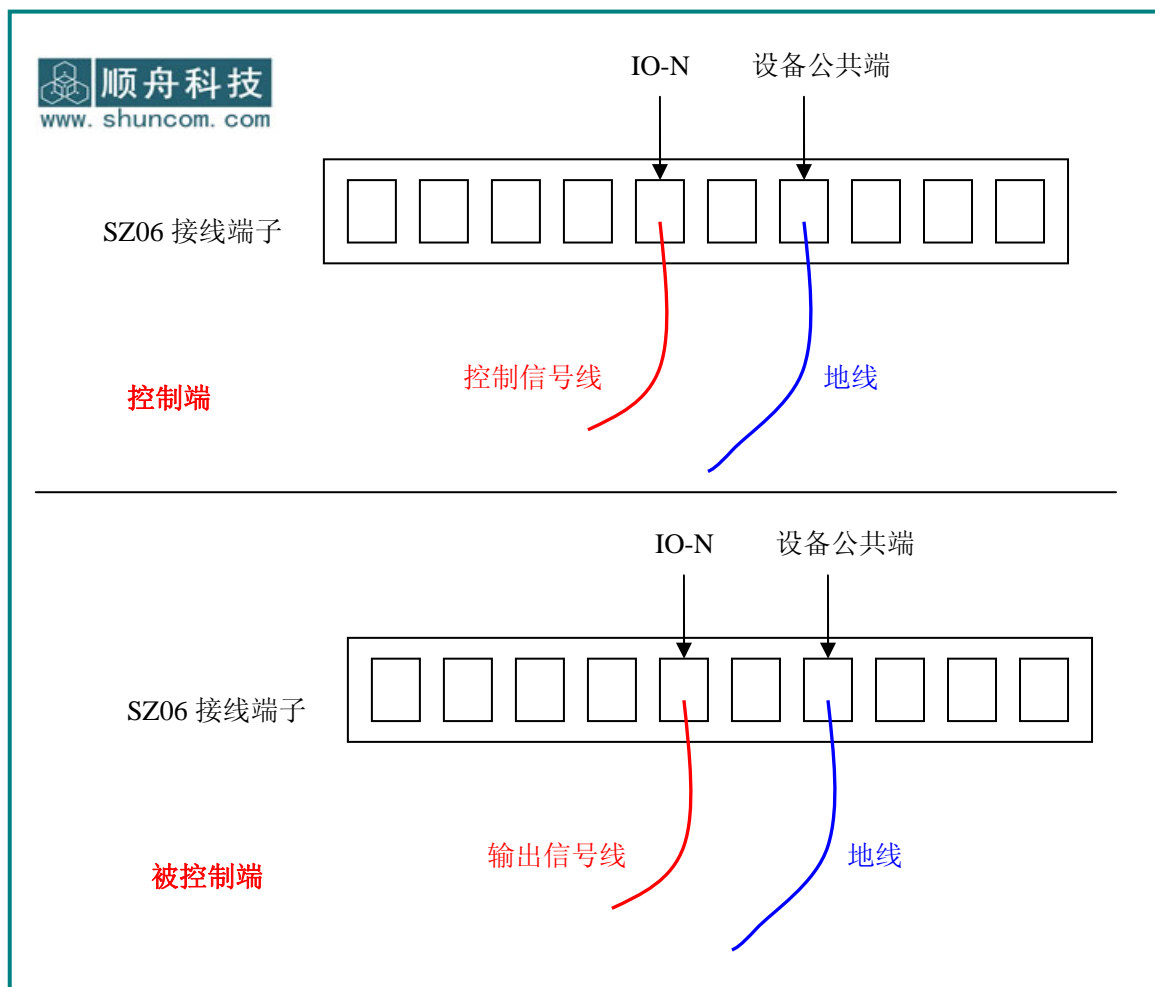 IO-N 设备公共端
顺舟科技
www.shuncom.com
SZ06 接线端子
控制信号线 地线
控制端
IO-N 设备公共端
SZ06 接线端子
输出信号线 地线
被控制端